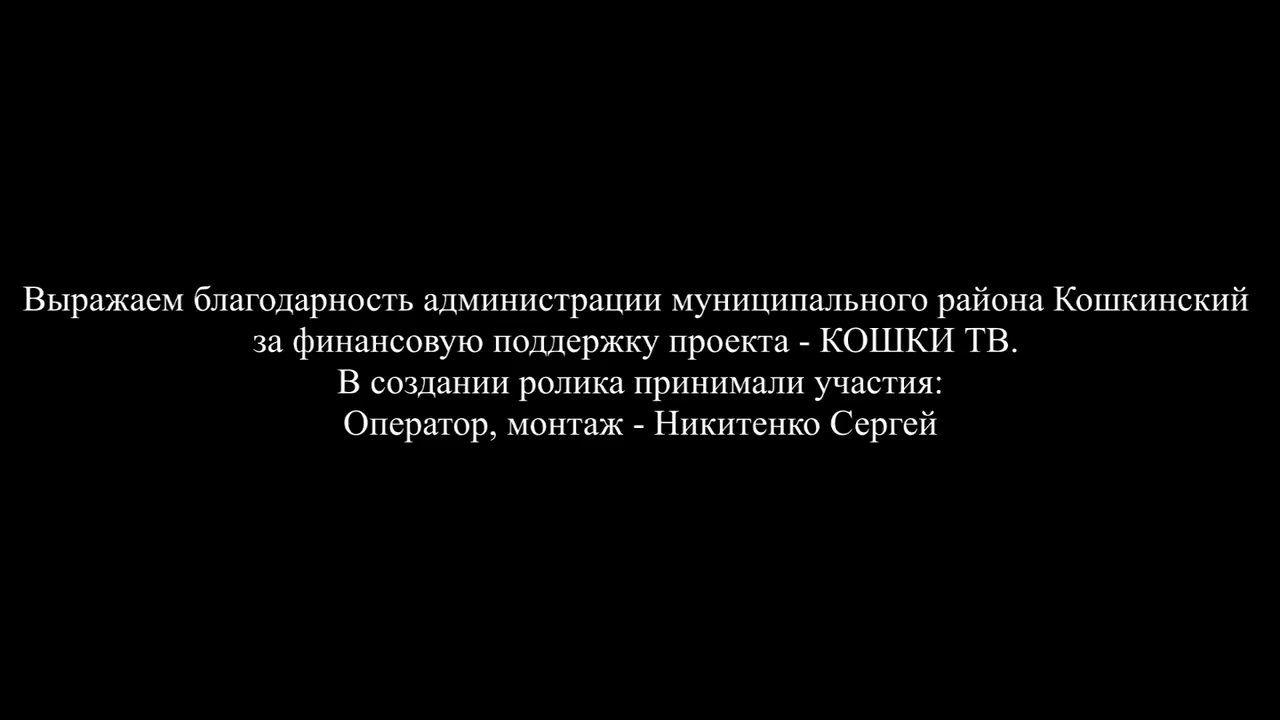 Выражаем благодарность администрации муниципального района Кошкинский
за финансовую поддержку проекта - КОШКИ ТВ.
В создании ролика принимали участия:
Оператор, монтаж - Никитенко Сергей